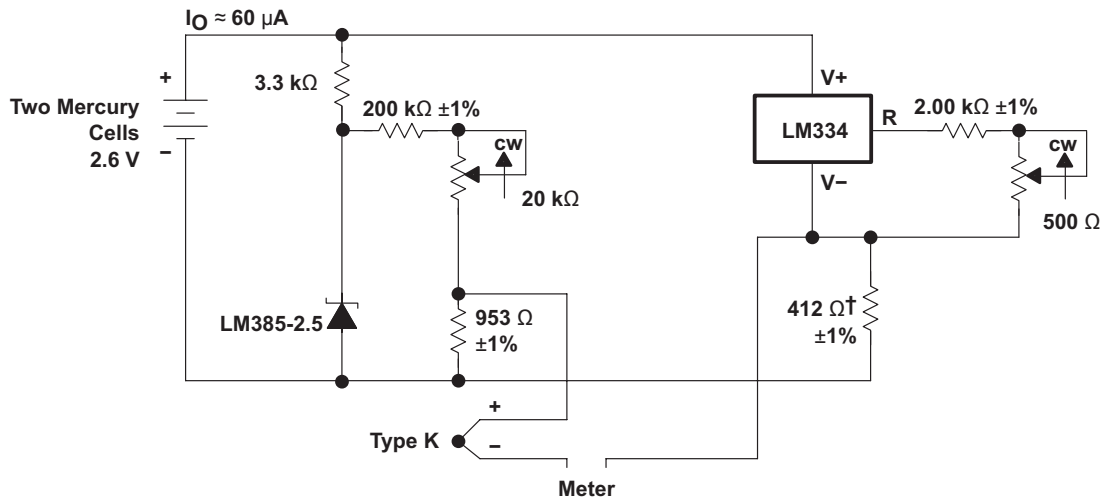 IO ≈ 60 µA
+
Two Mercury
Cells
2.6 V
−
3.3 kΩ
200 kΩ ±1%
cw
20 kΩ
LM385-2.5
953 Ω
±1%
V+
LM334
R
2.00 kΩ ±1%
cw
500 Ω
V−
412 Ω†
±1%
+
Type K
−
Meter